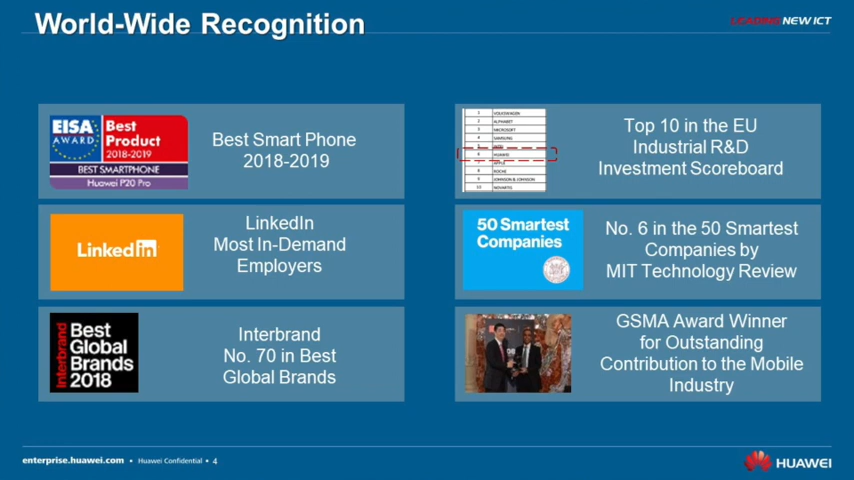 World-Wide Recognition
LEADING NEW ICT
EISA
AWARD
Best
Product
2018-2019
BEST SMARTPHONE
Huawei P20 Pro
Best Smart Phone
2018-2019
1 VOLKSWAGEN
2 ALPHABET
3 MICROSOFT
4 SAMSUNG
5 INTEL
6 HUAWEI
7 APPLE
8 ROCHE
9 JOHNSON & JOHNSON
10 NOVARTIS
Top 10 in the EU
Industrial R&D
Investment Scoreboard
Linked in
LinkedIn
Most In-Demand
Employers
50 Smartest
Companies
No. 6 in the 50 Smartest
Companies by
MIT Technology Review
Interbrand
Best
Global
Brands
2018
Interbrand
No. 70 in Best
Global Brands
GSMA Award Winner
for Outstanding
Contribution to the Mobile
Industry
enterprise.huawei.com • Huawei Confidential • 4
HUAWEI